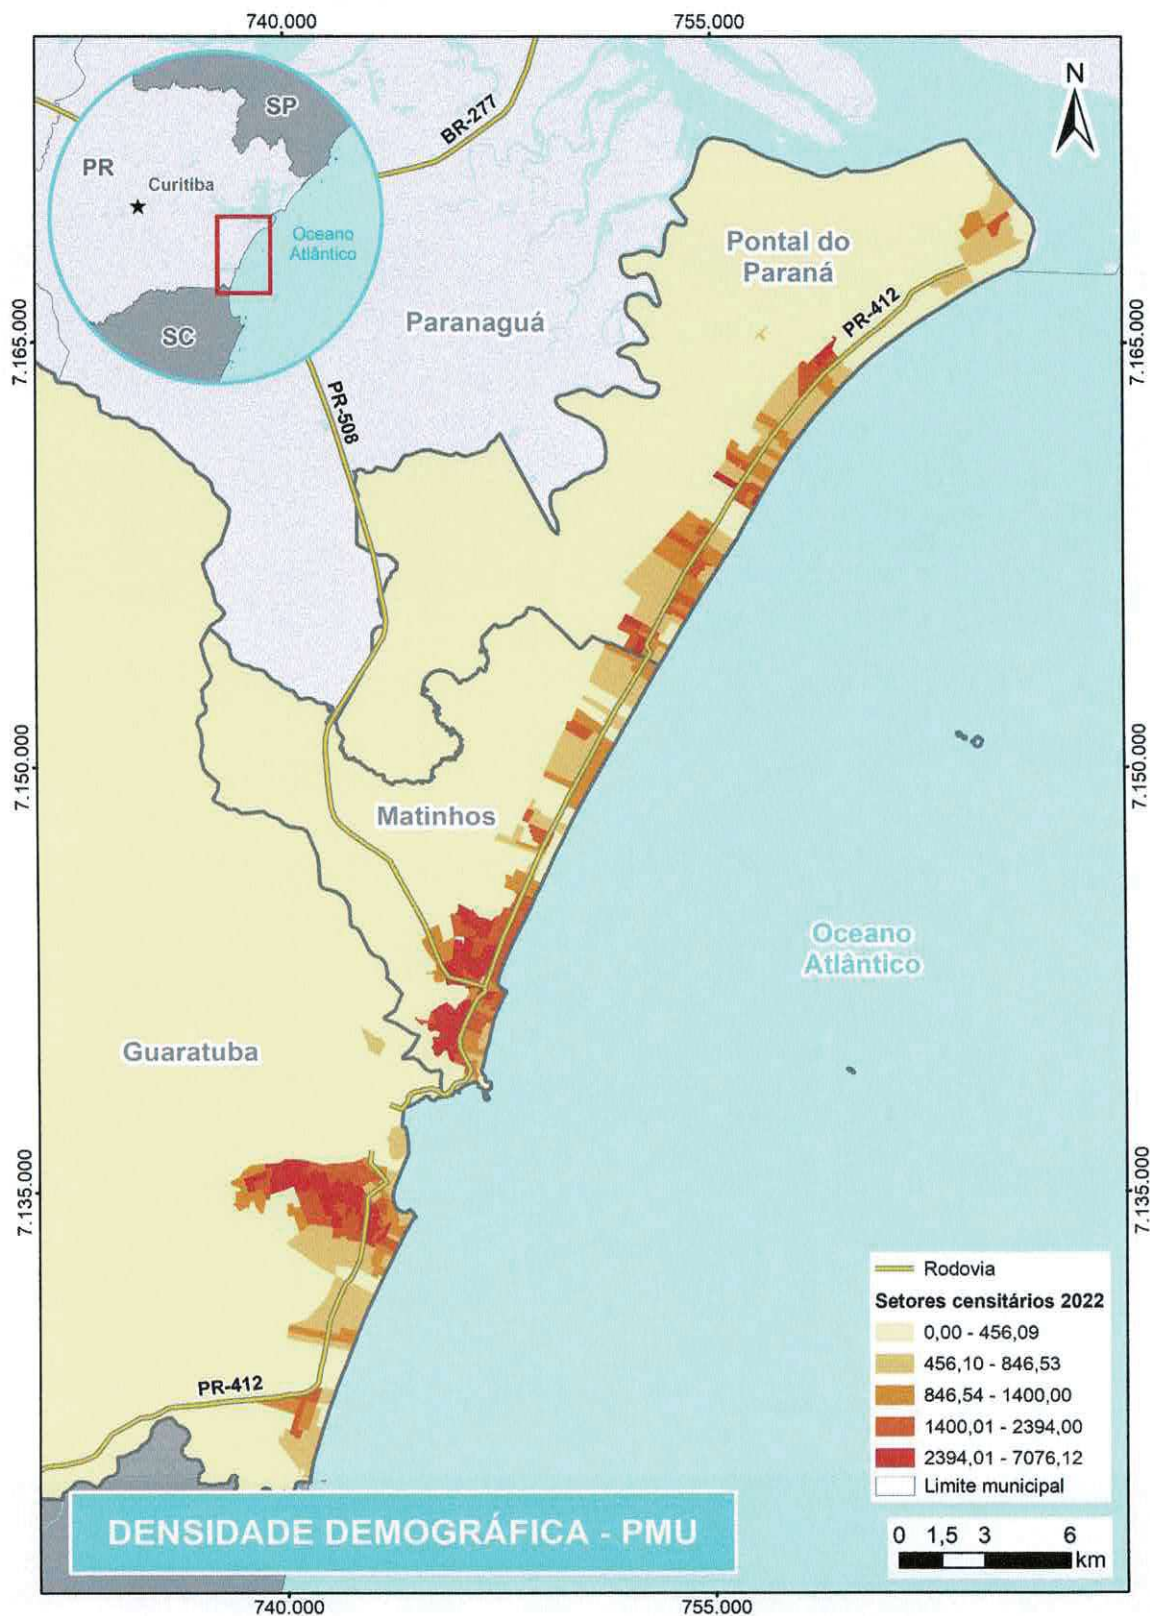 740.000
755.000
N
SP
PR
Curitiba
Oceano
Atlântico
SC
BR-277
Pontal do
Paraná
Paranaguá
PR-412
7.165.000
7.165.000
PR-508
7.150.000
7.150.000
Matinhos
Oceano
Atlântico
Guaratuba
7.135.000
7.135.000
PR-412
Rodovia
Setores censitários 2022
0,00 - 456,09
456,10 - 846,53
846,54 - 1400,00
1400,01 - 2394,00
2394,01 - 7076,12
Limite municipal
DENSIDADE DEMOGRÁFICA - PMU
0 1,5 3 6
km
740.000
755.000